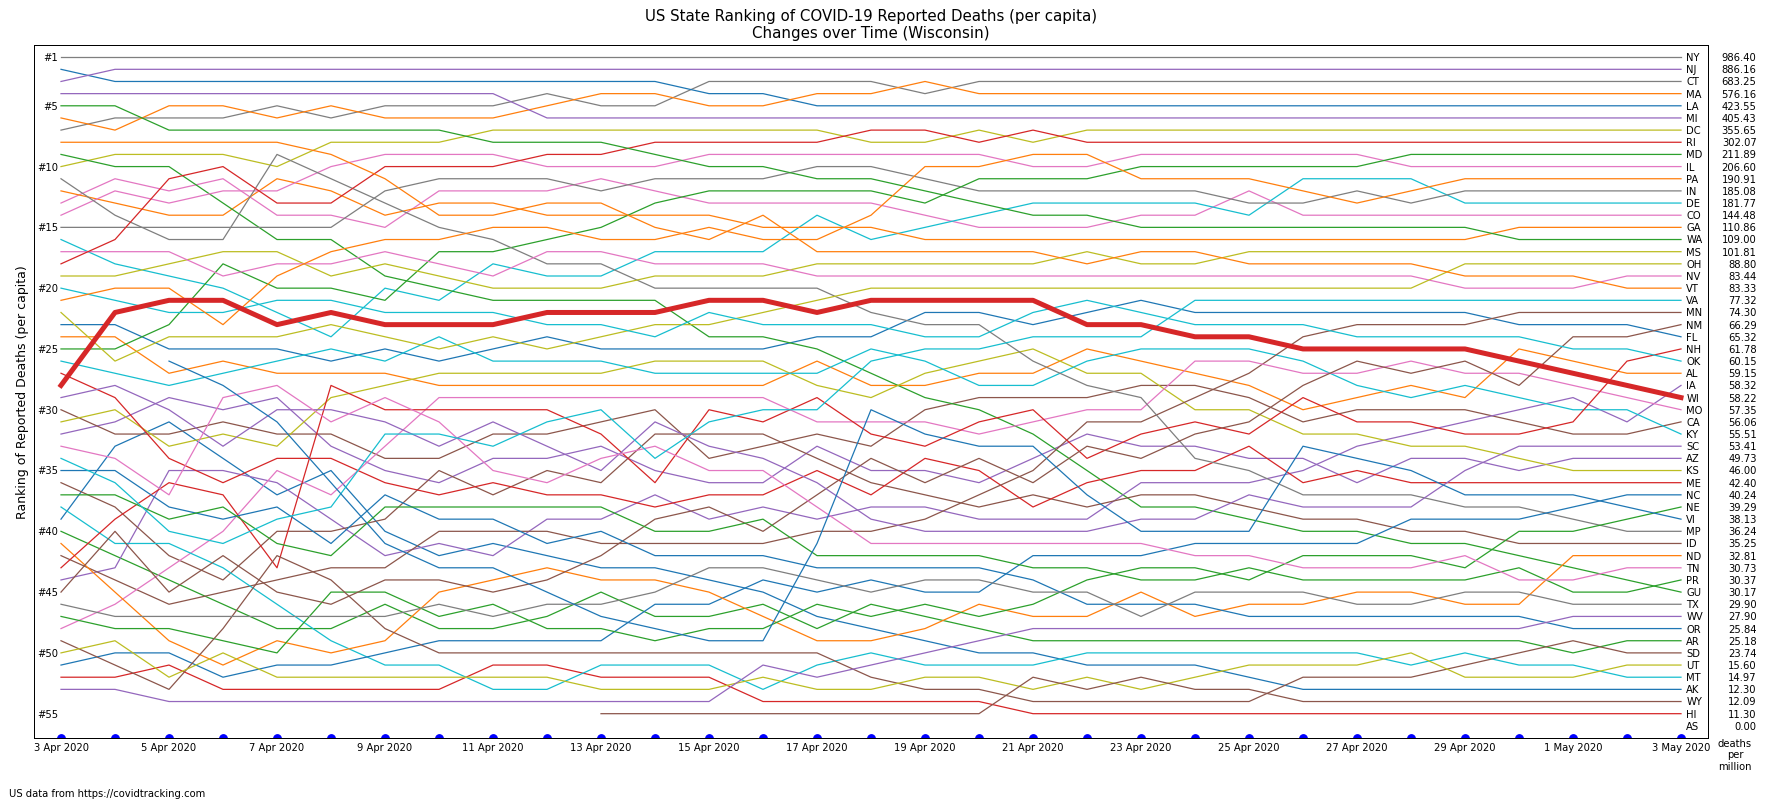 US State Ranking of COVID-19 Reported Deaths (per capita)
Changes over Time (Wisconsin)
Ranking of Reported Deaths (per capita)
#1
#5
#10
#15
#20
#25
#30
#35
#40
#45
#50
#55
NY 986.40
NJ 886.16
CT 683.25
MA 576.16
LA 423.55
MI 405.43
DC 355.65
RI 302.07
MD 211.89
IL 206.60
PA 190.91
IN 185.08
DE 181.77
CO 144.48
GA 110.86
WA 109.00
MS 101.81
OH 88.80
NV 83.44
VT 83.33
VA 77.32
MN 74.30
NM 66.29
FL 65.32
NH 61.78
OK 60.15
AL 59.15
IA 58.32
WI 58.22
MO 57.35
CA 56.06
KY 55.51
SC 53.41
AZ 49.73
KS 46.00
ME 42.40
NC 40.24
NE 39.29
VI 38.13
MP 36.24
ID 35.25
ND 32.81
TN 30.73
PR 30.37
GU 30.17
TX 29.90
WV 27.90
OR 25.84
AR 25.18
SD 23.74
UT 15.60
MT 14.97
AK 12.30
WY 12.09
HI 11.30
AS 0.00
3 Apr 2020 5 Apr 2020 7 Apr 2020 9 Apr 2020 11 Apr 2020 13 Apr 2020 15 Apr 2020 17 Apr 2020 19 Apr 2020 21 Apr 2020 23 Apr 2020 25 Apr 2020 27 Apr 2020 29 Apr 2020 1 May 2020 3 May 2020
deaths
per
million
US data from https://covidtracking.com